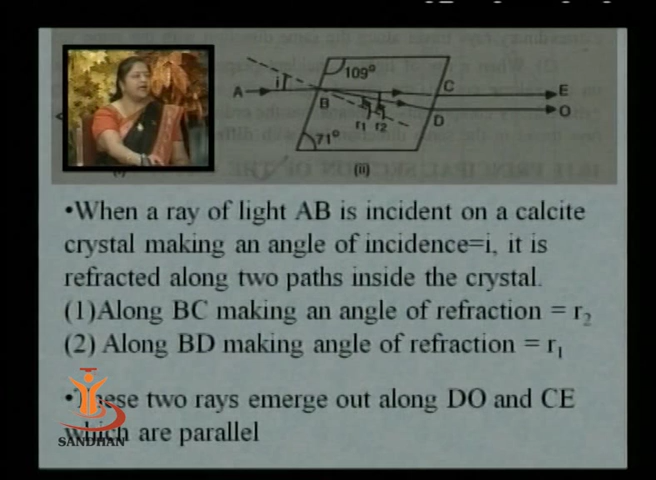 109°
i
A
B
C
E
D
O
r1 r2
71°
(ii)
•When a ray of light AB is incident on a calcite
crystal making an angle of incidence=i, it is
refracted along two paths inside the crystal.
(1)Along BC making an angle of refraction = r₂
(2) Along BD making angle of refraction = r₁
•These two rays emerge out along DO and CE
which are parallel
SANDHAN